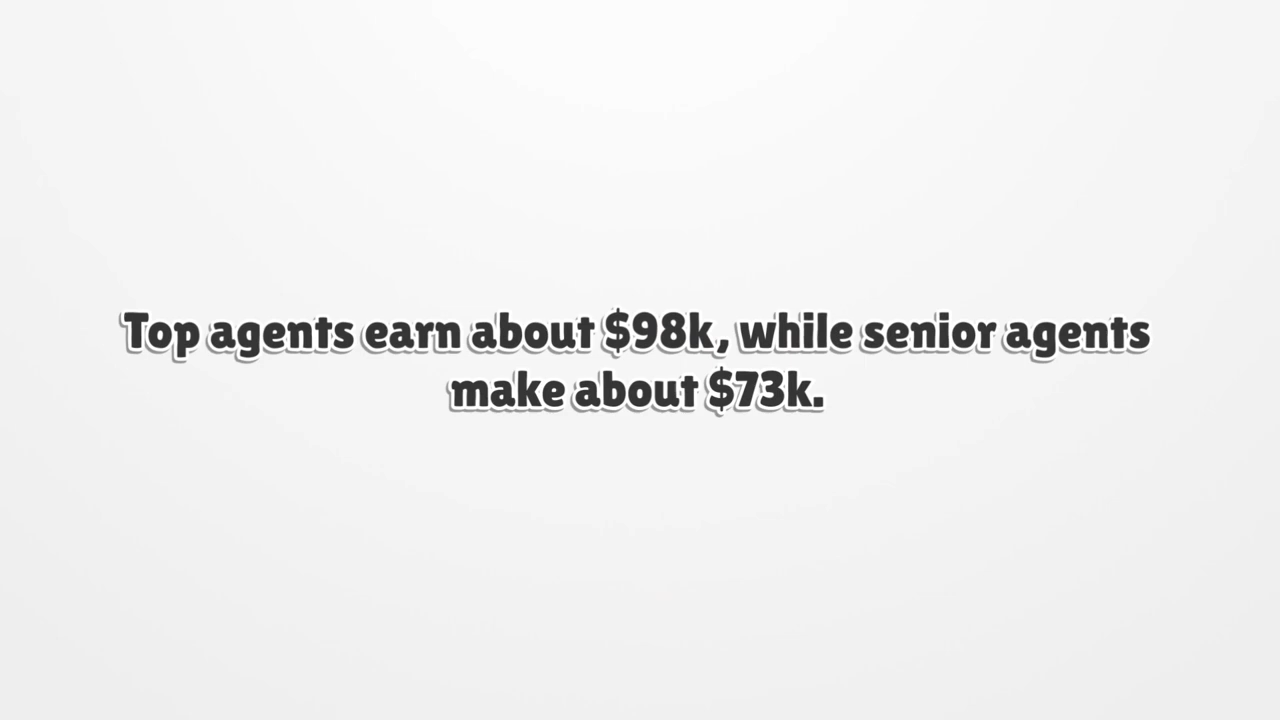 Top agents earn about $98k, while senior agents
make about $73k.